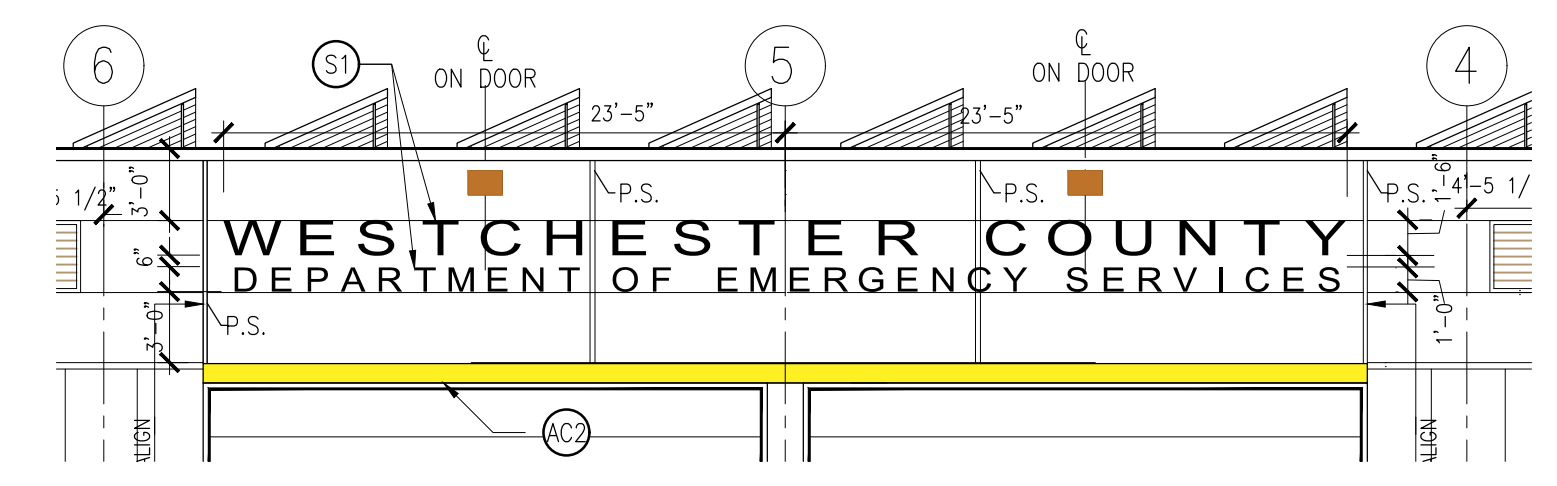 6
S1
℄
ON DOOR
5
℄
ON DOOR
4
23'-5"
23'-5"
5 1/2"
3'-0"
P.S.
P.S.
P.S.
1'-6"
4'-5 1/
WESTCHESTER COUNTY
6"
DEPARTMENT OF EMERGENCY SERVICES
3'-0"
P.S.
1'-0"
ALIGN
AC2
ALIGN